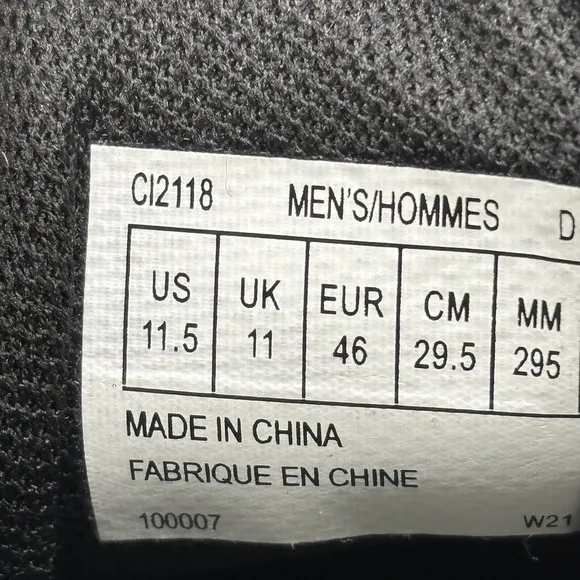 CI2118 MEN'S/HOMMES D
US UK EUR CM MM
11.5 11 46 29.5 295
MADE IN CHINA
FABRIQUE EN CHINE
100007 W21